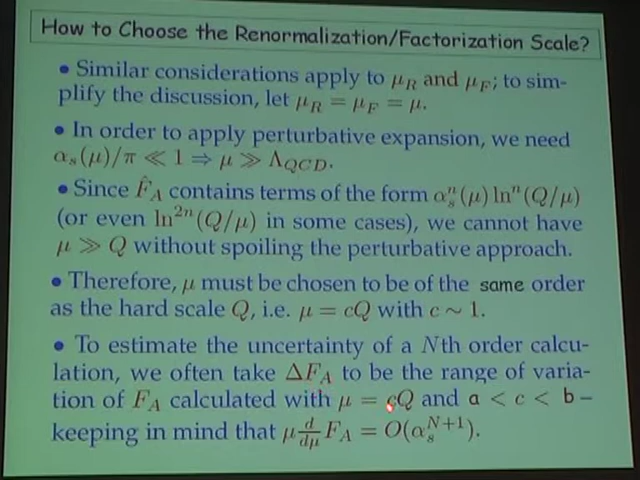 How to Choose the Renormalization/Factorization Scale?
• Similar considerations apply to μ_R and μ_F; to sim-
plify the discussion, let μ_R = μ_F = μ.
• In order to apply perturbative expansion, we need
α_s(μ)/π ≪ 1 ⇒ μ ≫ Λ_QCD.
• Since F̂_A contains terms of the form α_s^n(μ) ln^n(Q/μ)
(or even ln^{2n}(Q/μ) in some cases), we cannot have
μ ≫ Q without spoiling the perturbative approach.
• Therefore, μ must be chosen to be of the same order
as the hard scale Q, i.e. μ = cQ with c ∼ 1.
• To estimate the uncertainty of a Nth order calcu-
lation, we often take ΔF_A to be the range of varia-
tion of F_A calculated with μ = cQ and a < c < b –
keeping in mind that μ d/dμ F_A = O(α_s^{N+1}).